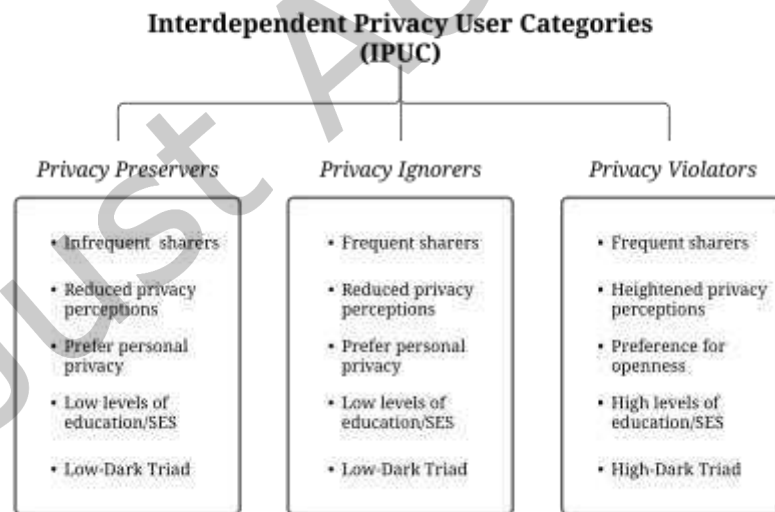 Interdependent Privacy User Categories
(IPUC)
Privacy Preservers
• Infrequent sharers
• Reduced privacy
perceptions
• Prefer personal
privacy
• Low levels of
education/SES
• Low-Dark Triad
Privacy Ignorers
• Frequent sharers
• Reduced privacy
perceptions
• Prefer personal
privacy
• Low levels of
education/SES
• Low-Dark Triad
Privacy Violators
• Frequent sharers
• Heightened privacy
perceptions
• Preference for
openness
• High levels of
education/SES
• High-Dark Triad
ust A